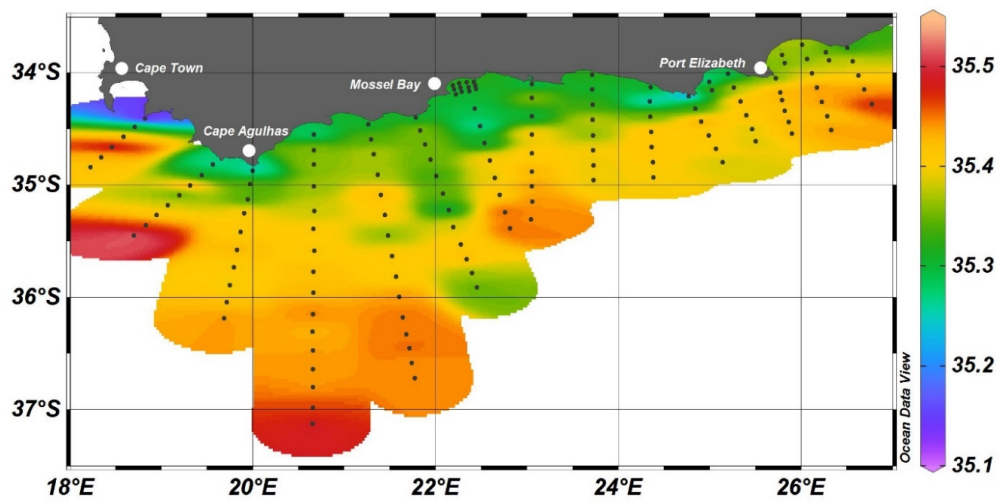 34°S
35°S
36°S
37°S
18°E
20°E
22°E
24°E
26°E
Cape Town
Cape Agulhas
Mossel Bay
Port Elizabeth
Ocean Data View
35.5
35.4
35.3
35.2
35.1